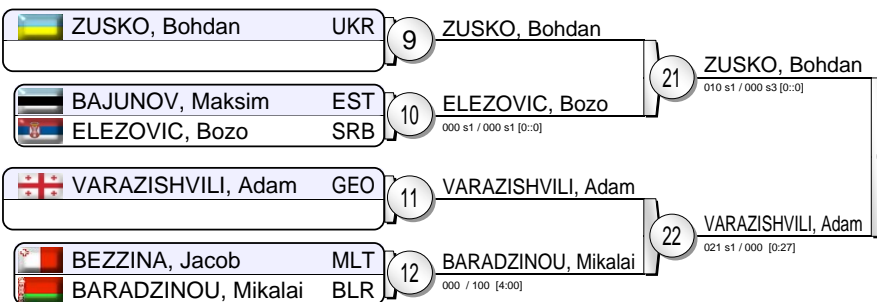 ZUSKO, Bohdan UKR
9
ZUSKO, Bohdan
21
ZUSKO, Bohdan
010 s1 / 000 s3 [0::0]
BAJUNOV, Maksim EST
ELEZOVIC, Bozo SRB
10
ELEZOVIC, Bozo
000 s1 / 000 s1 [0::0]
VARAZISHVILI, Adam GEO
11
VARAZISHVILI, Adam
22
VARAZISHVILI, Adam
021 s1 / 000 [0:27]
BEZZINA, Jacob MLT
BARADZINOU, Mikalai BLR
12
BARADZINOU, Mikalai
000 / 100 [4:00]